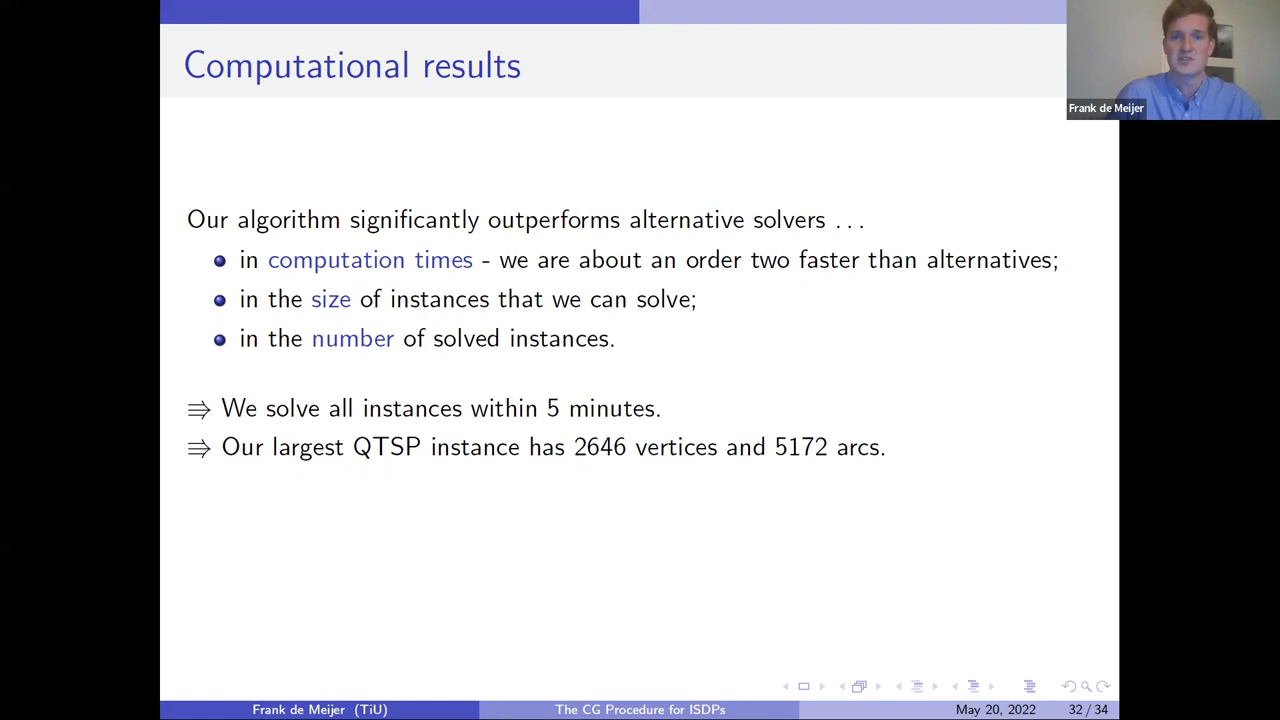 Computational results
Frank de Meijer
Our algorithm significantly outperforms alternative solvers ...
in computation times - we are about an order two faster than alternatives;
in the size of instances that we can solve;
in the number of solved instances.
⇛ We solve all instances within 5 minutes.
⇛ Our largest QTSP instance has 2646 vertices and 5172 arcs.
Frank de Meijer (TiU) The CG Procedure for ISDPs May 20, 2022 32 / 34